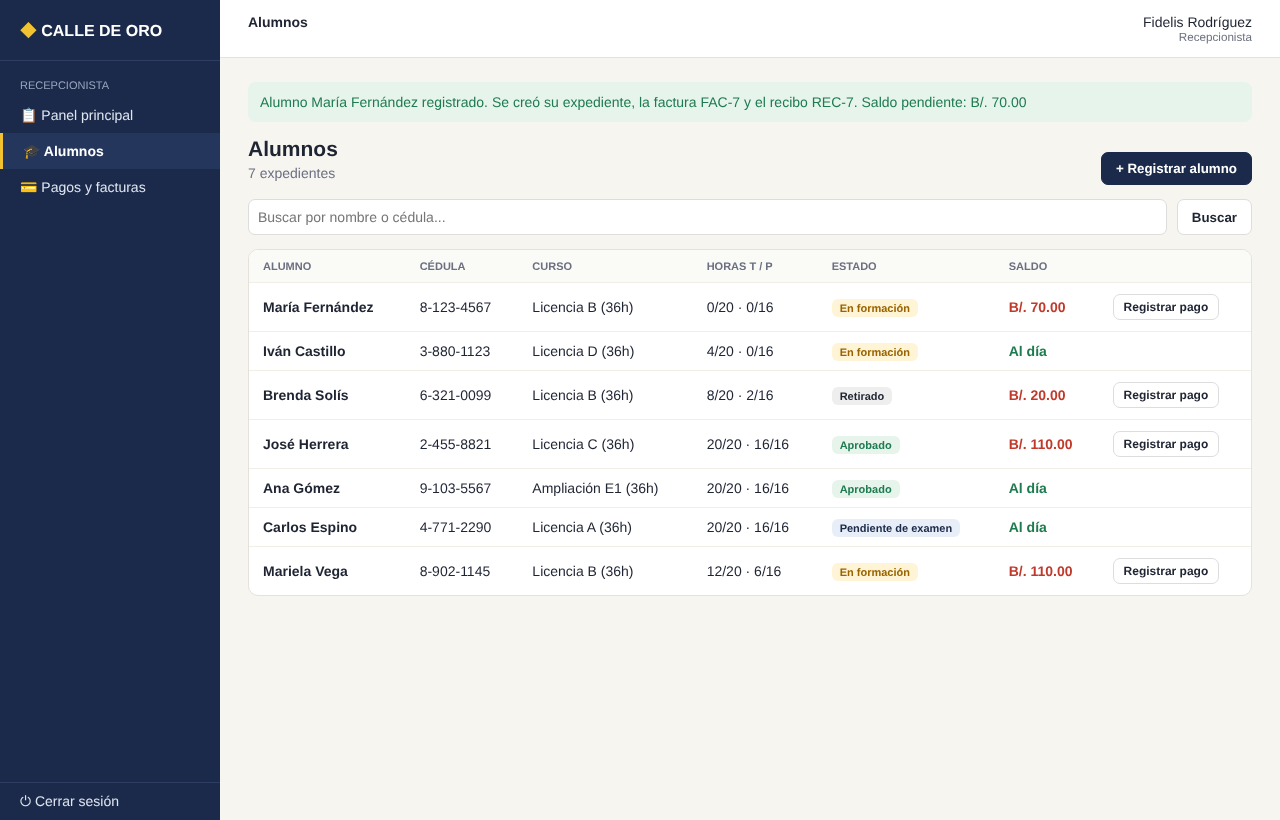 CALLE DE ORO
RECEPCIONISTA
Panel principal
Alumnos
Pagos y facturas
Cerrar sesión
Alumnos
Fidelis Rodríguez
Recepcionista
Alumno María Fernández registrado. Se creó su expediente, la factura FAC-7 y el recibo REC-7. Saldo pendiente: B/. 70.00
Alumnos
7 expedientes
+ Registrar alumno
Buscar por nombre o cédula...
Buscar
ALUMNO CÉDULA CURSO HORAS T / P ESTADO SALDO
María Fernández 8-123-4567 Licencia B (36h) 0/20 · 0/16 En formación B/. 70.00 Registrar pago
Iván Castillo 3-880-1123 Licencia D (36h) 4/20 · 0/16 En formación Al día
Brenda Solís 6-321-0099 Licencia B (36h) 8/20 · 2/16 Retirado B/. 20.00 Registrar pago
José Herrera 2-455-8821 Licencia C (36h) 20/20 · 16/16 Aprobado B/. 110.00 Registrar pago
Ana Gómez 9-103-5567 Ampliación E1 (36h) 20/20 · 16/16 Aprobado Al día
Carlos Espino 4-771-2290 Licencia A (36h) 20/20 · 16/16 Pendiente de examen Al día
Mariela Vega 8-902-1145 Licencia B (36h) 12/20 · 6/16 En formación B/. 110.00 Registrar pago